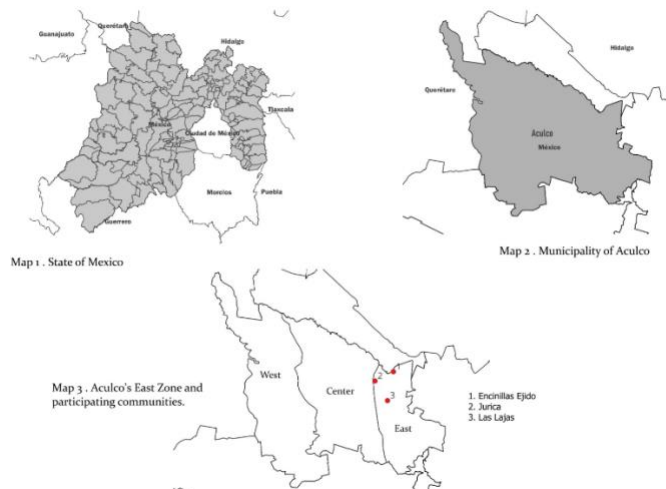 Querétaro
Guanajuato
Hidalgo
Tlaxcala
México
Ciudad de México
Morelos
Puebla
Guerrero
Map 1 . State of Mexico
Hidalgo
Querétaro
Aculco
México
Map 2 . Municipality of Aculco
Map 3 . Aculco's East Zone and
participating communities.
West
Center
East
1
2
3
1. Encinillas Ejido
2. Jurica
3. Las Lajas